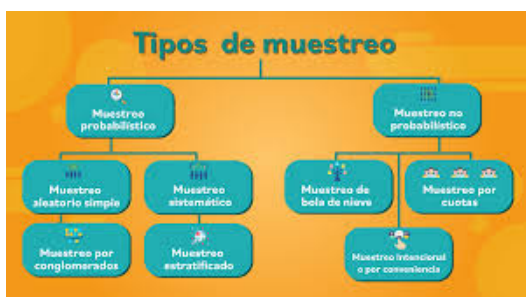 Tipos de muestreo
Muestreo
probabilístico
Muestreo no
probabilístico
Muestreo
aleatorio simple
Muestreo
sistemático
Muestreo de
bola de nieve
Muestreo por
cuotas
Muestreo por
conglomerados
Muestreo
estratificado
Muestreo intencional
o por conveniencia